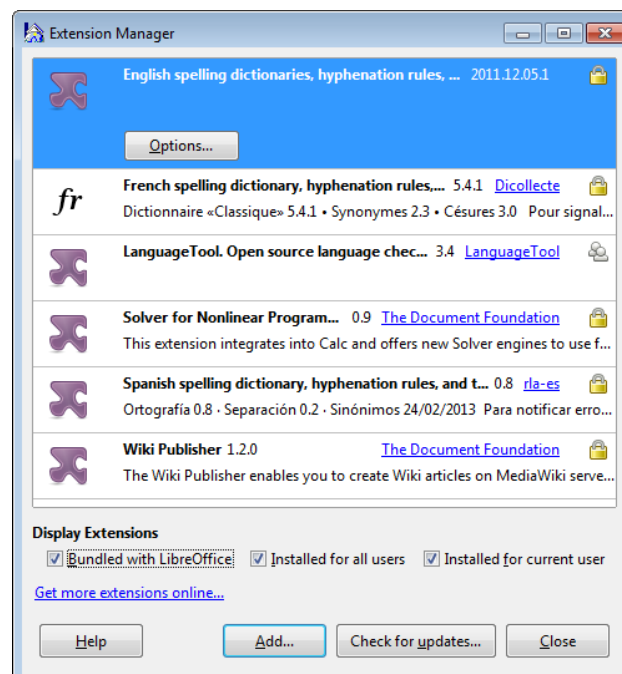 Extension Manager
English spelling dictionaries, hyphenation rules, ... 2011.12.05.1
Options...
fr
French spelling dictionary, hyphenation rules,... 5.4.1 Dicollecte
Dictionnaire «Classique» 5.4.1 • Synonymes 2.3 • Césures 3.0 Pour signal...
LanguageTool. Open source language chec... 3.4 LanguageTool
Solver for Nonlinear Program... 0.9 The Document Foundation
This extension integrates into Calc and offers new Solver engines to use f...
Spanish spelling dictionary, hyphenation rules, and t... 0.8 rla-es
Ortografía 0.8 · Separación 0.2 · Sinónimos 24/02/2013 Para notificar erro...
Wiki Publisher 1.2.0 The Document Foundation
The Wiki Publisher enables you to create Wiki articles on MediaWiki serve...
Display Extensions
Bundled with LibreOffice Installed for all users Installed for current user
Get more extensions online...
Help Add... Check for updates... Close